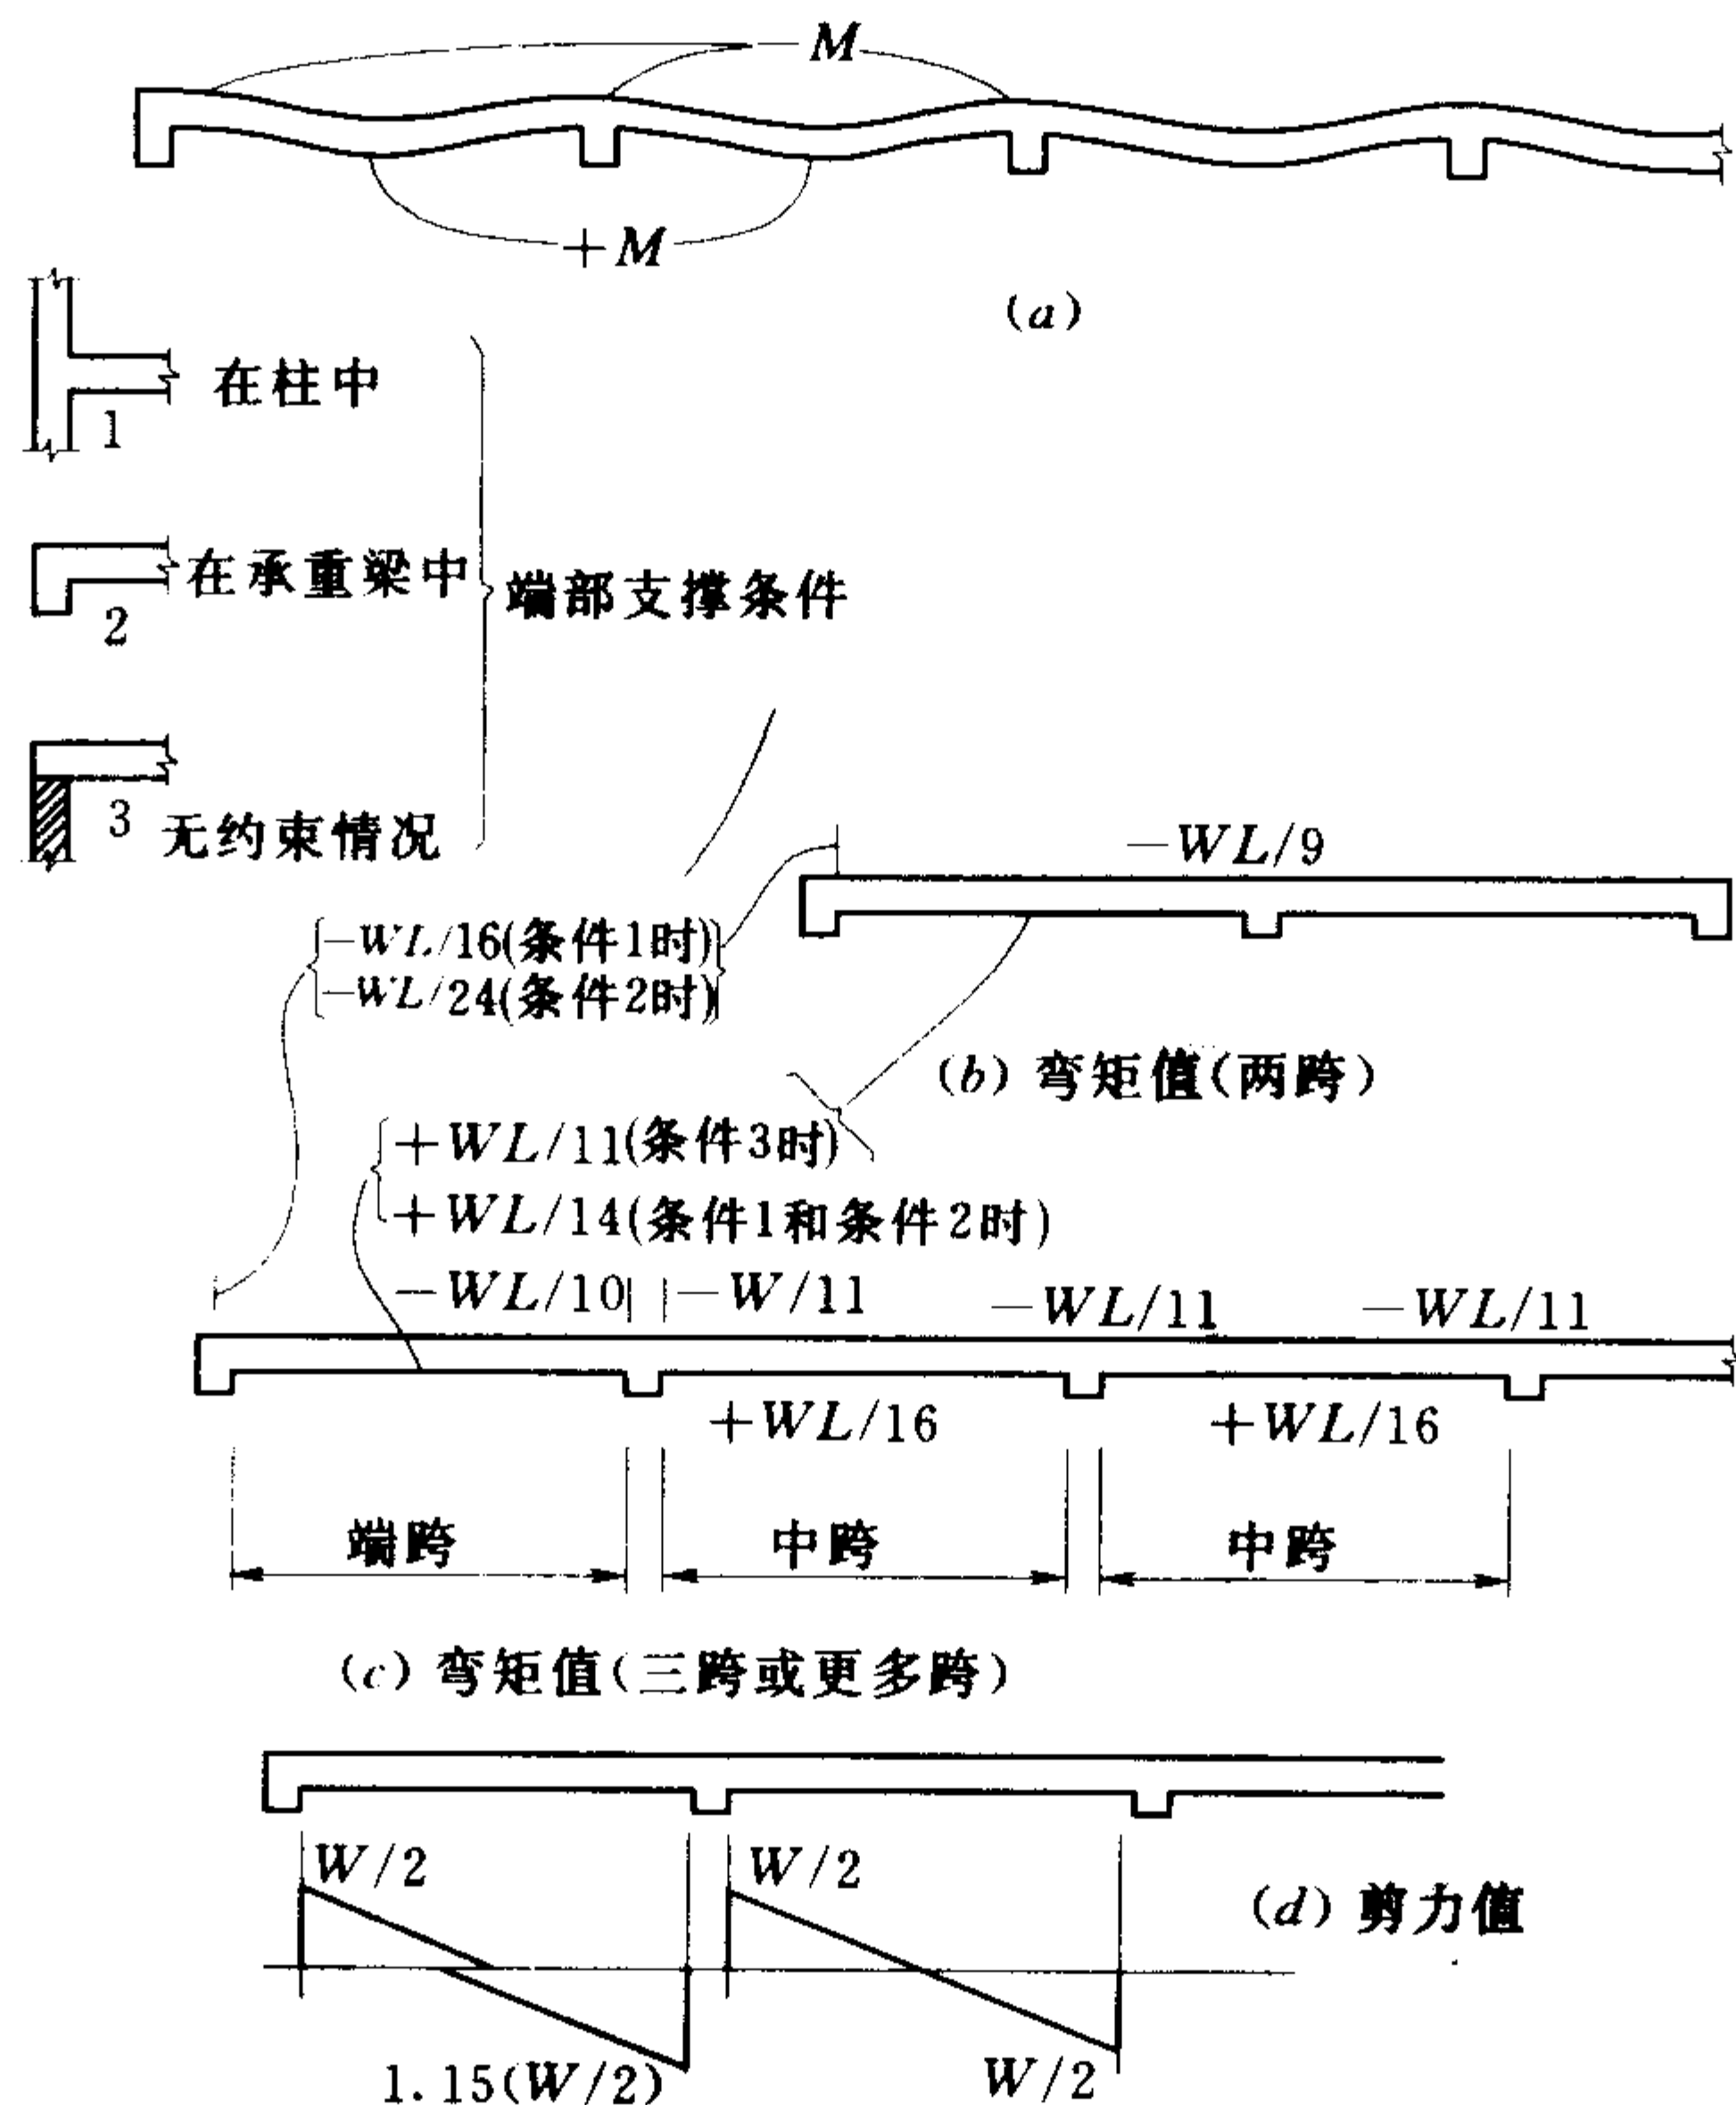 M
+M
(a)
在柱中
1
在承重梁中
2
端部支撑条件
3
无约束情况
-WL/9
-WL/16(条件1时)
-WL/24(条件2时)
(b) 弯矩值(两跨)
+WL/11(条件3时)
+WL/14(条件1和条件2时)
-WL/10 -W/11 -WL/11 -WL/11
+WL/16 +WL/16
端跨 中跨 中跨
(c) 弯矩值(三跨或更多跨)
W/2 W/2
(d) 剪力值
1.15(W/2) W/2